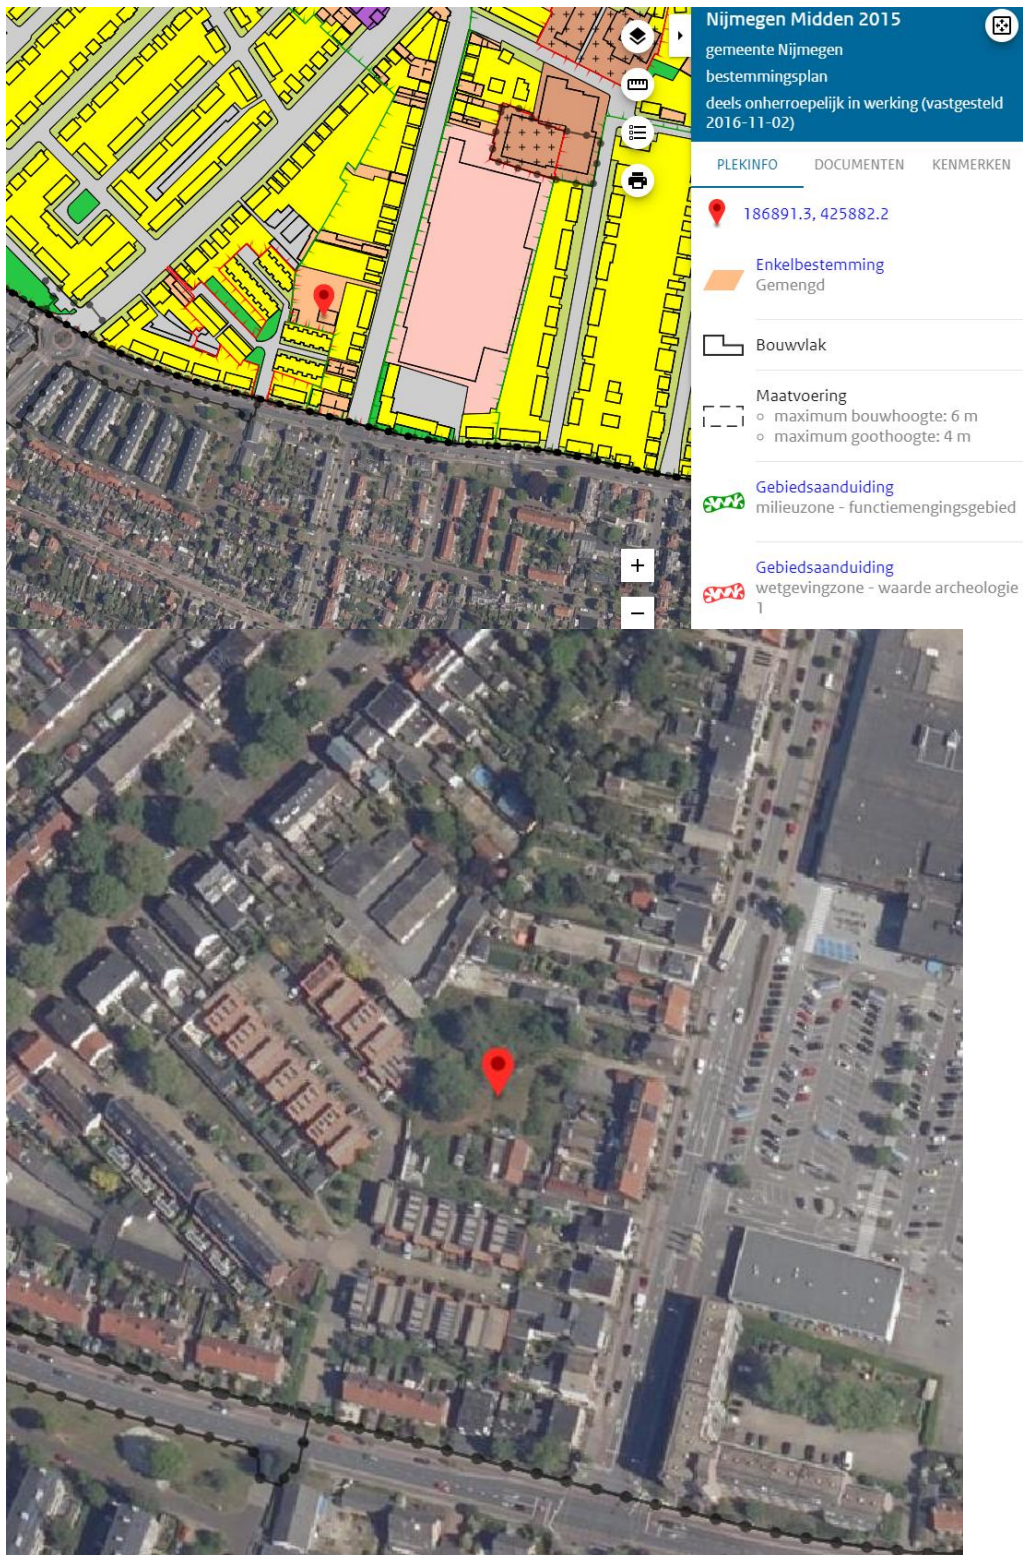 Nijmegen Midden 2015
gemeente Nijmegen
bestemmingsplan
deels onherroepelijk in werking (vastgesteld
2016-11-02)
PLEKINFO DOCUMENTEN KENMERKEN
186891.3, 425882.2
Enkelbestemming
Gemengd
Bouwvlak
Maatvoering
maximum bouwhoogte: 6 m
maximum goothoogte: 4 m
Gebiedsaanduiding
milieuzone - functiemengingsgebied
Gebiedsaanduiding
wetgevingzone - waarde archeologie
1
+
−